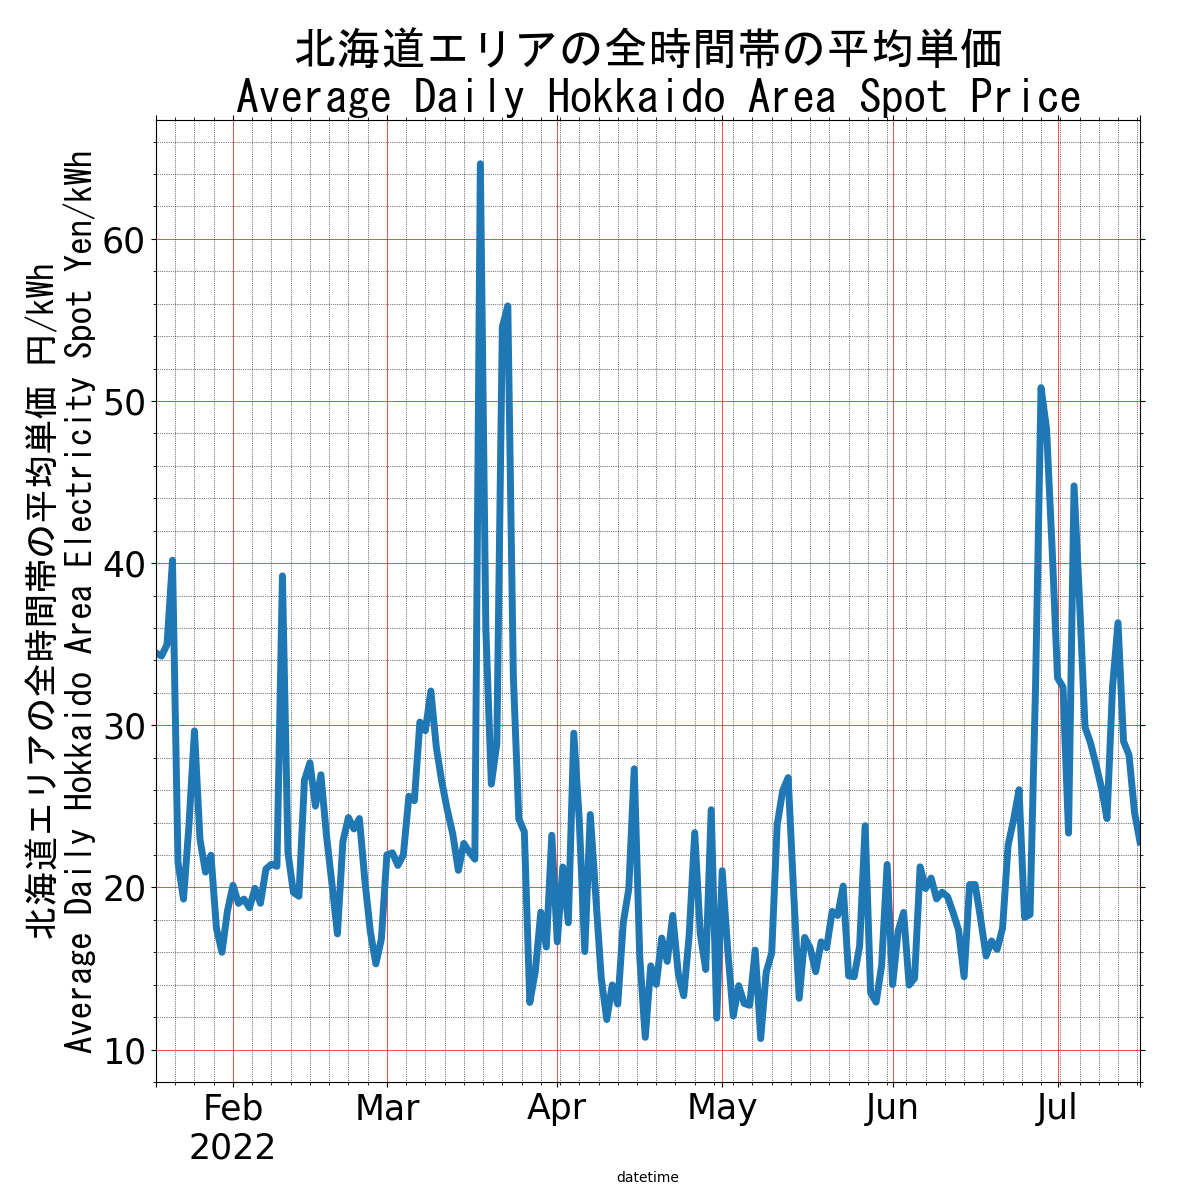 北海道エリアの全時間帯の平均単価
Average Daily Hokkaido Area Spot Price
北海道エリアの全時間帯の平均単価 円/kWh
Average Daily Hokkaido Area Electricity Spot Yen/kWh
60
50
40
30
20
10
Feb
2022
Mar
Apr
May
Jun
Jul
datetime